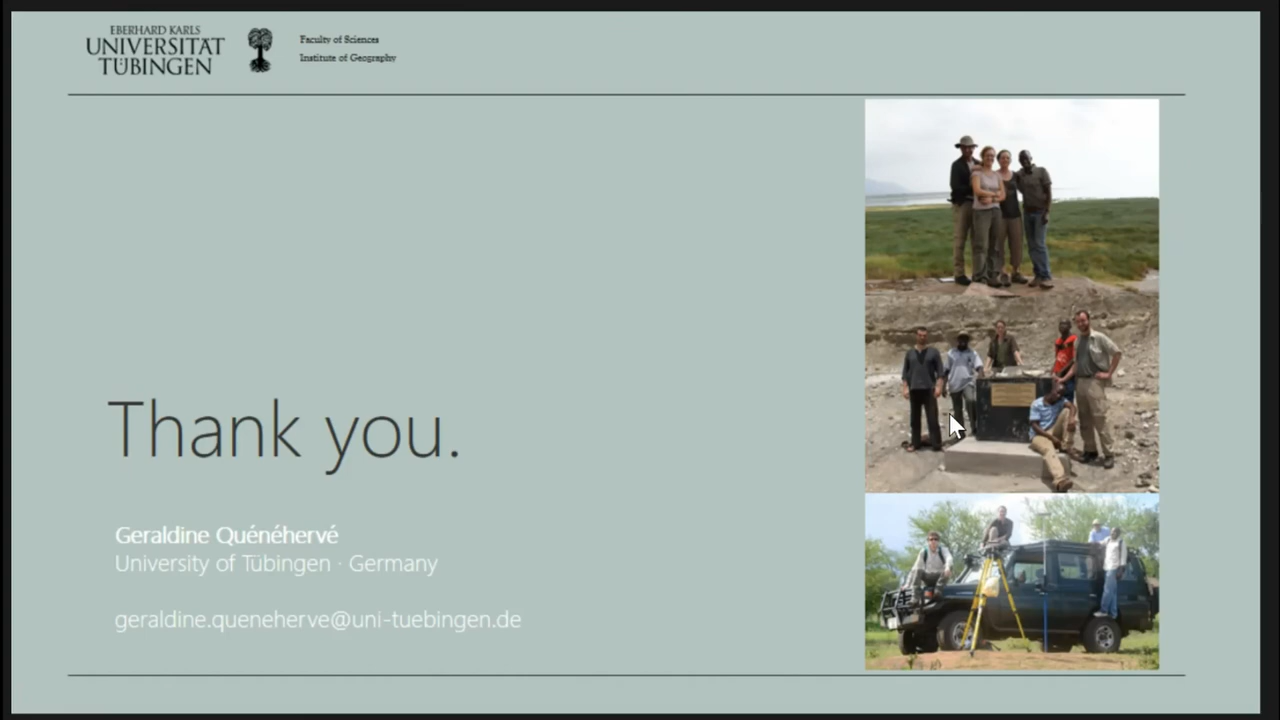 EBERHARD KARLS
UNIVERSITÄT
TÜBINGEN
Faculty of Sciences
Institute of Geography
Thank you.
Geraldine Quénéhervé
University of Tübingen · Germany
geraldine.queneherve@uni-tuebingen.de